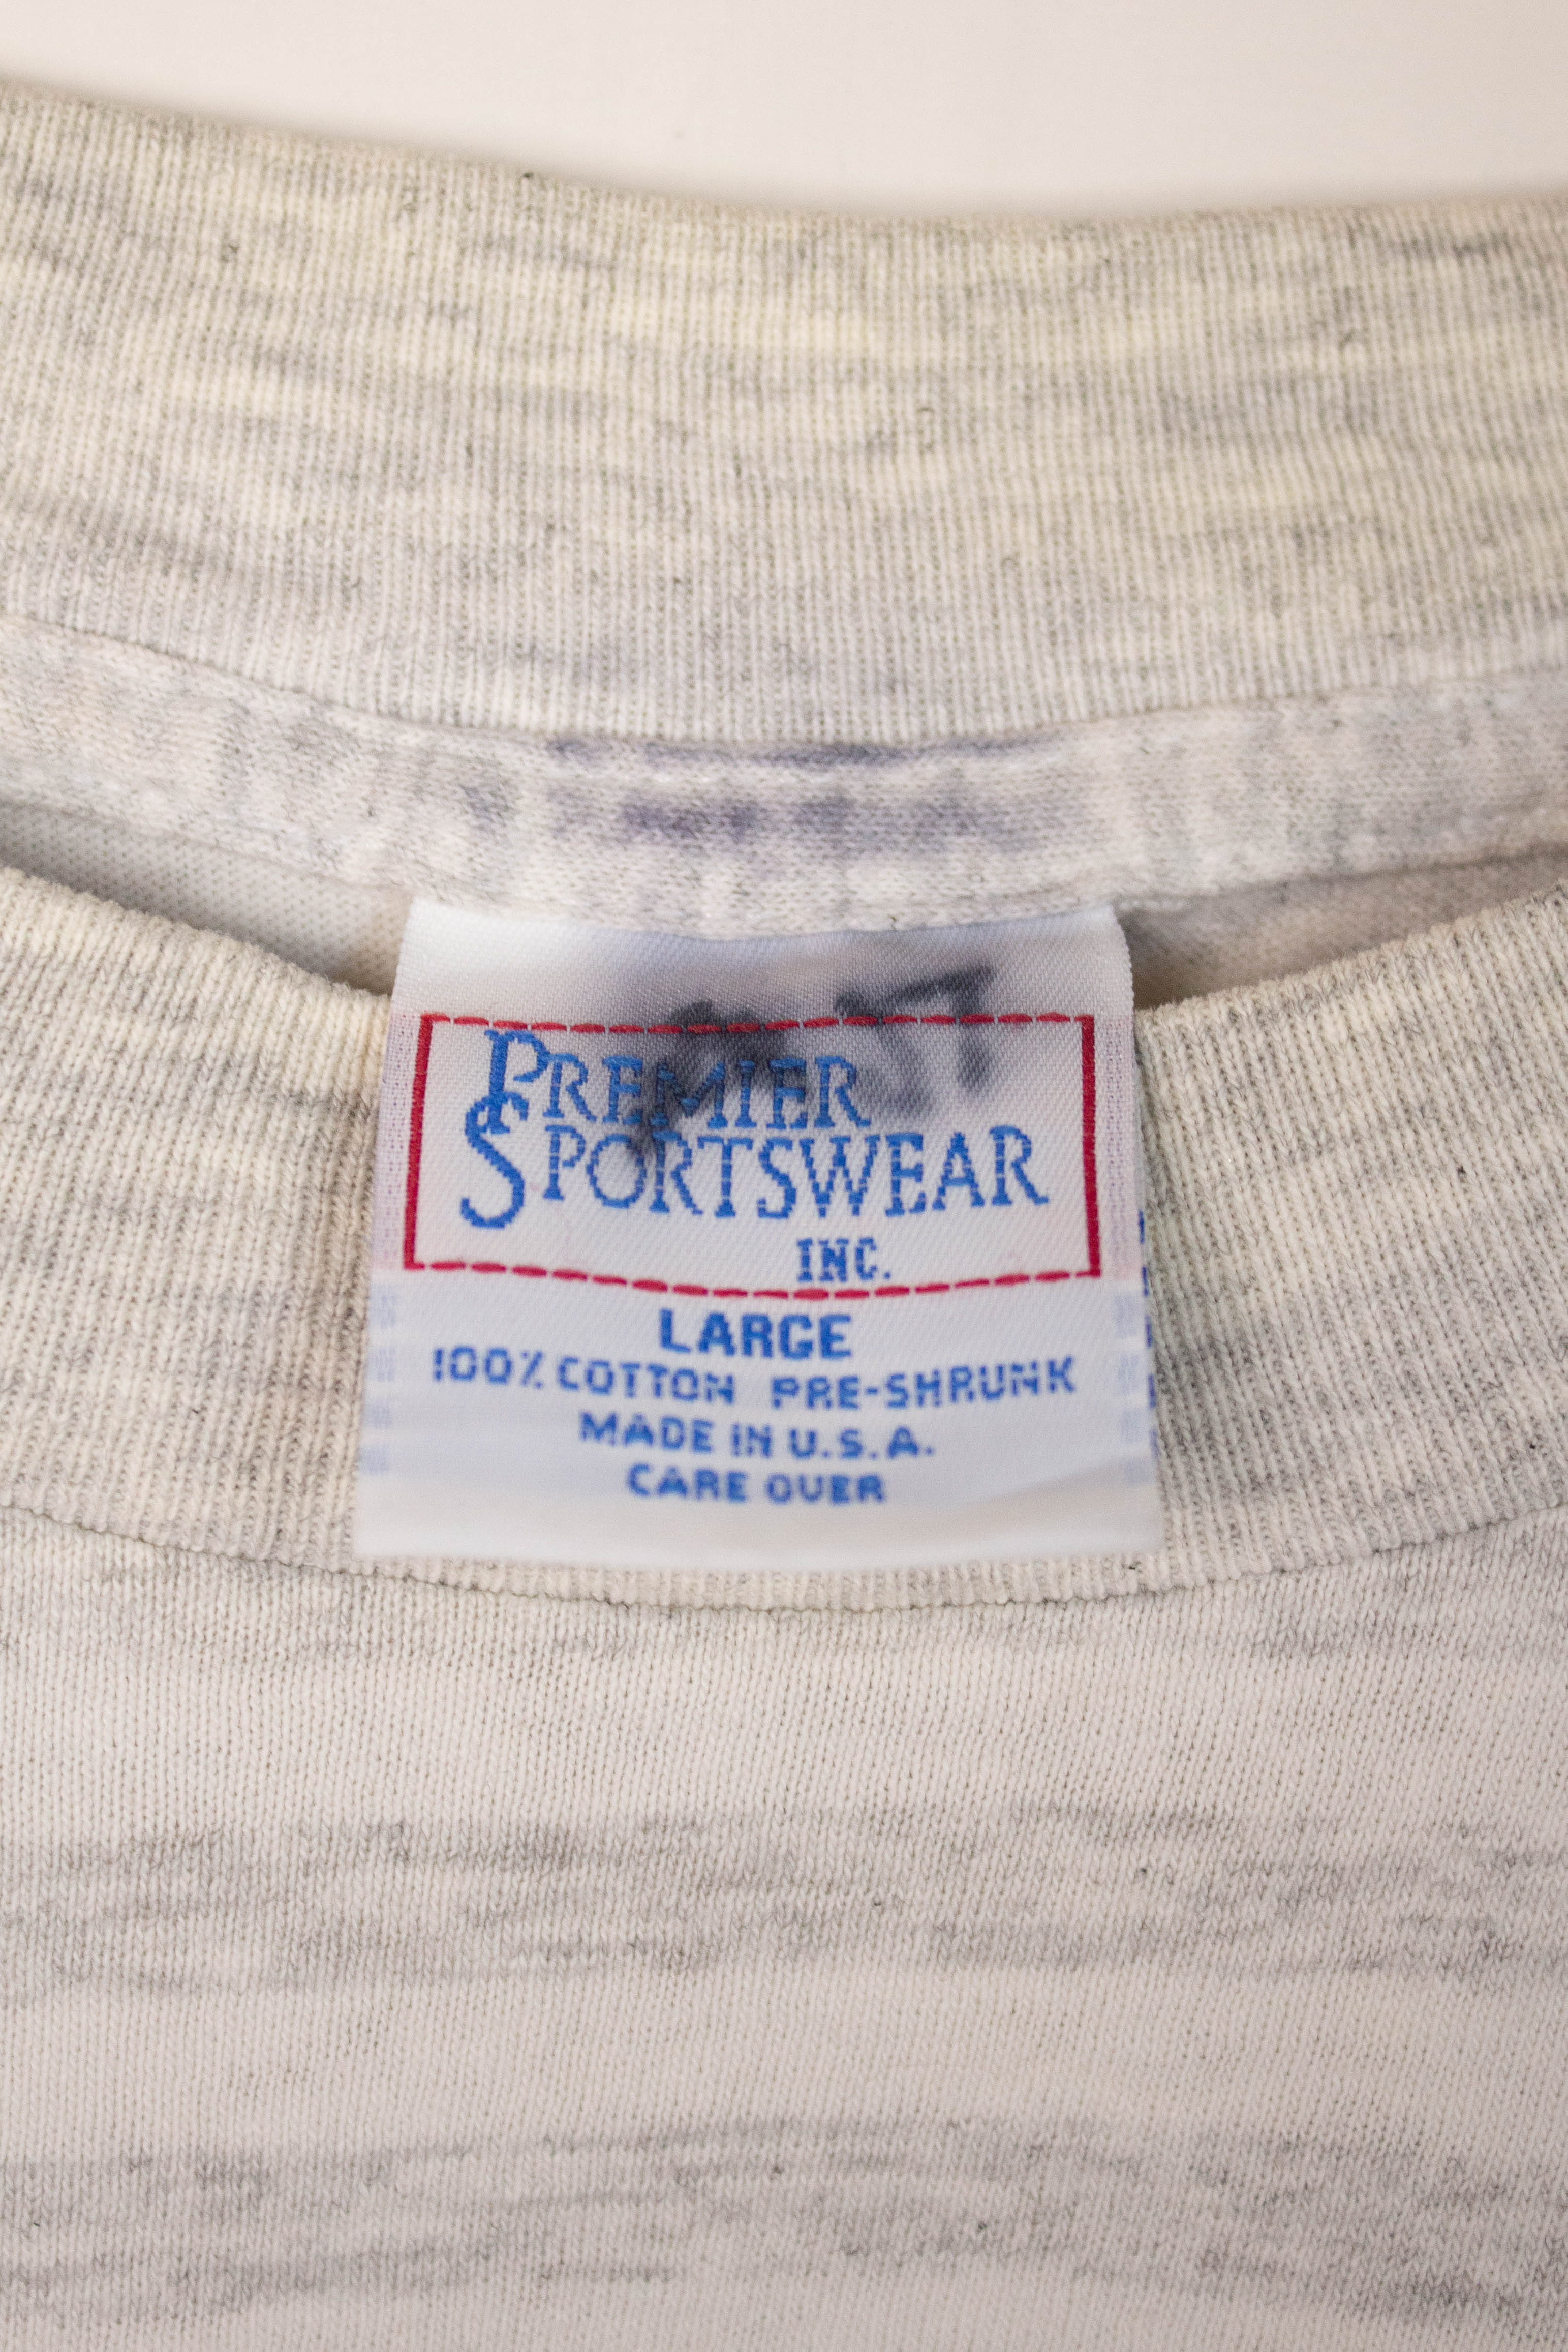 PREMIER
SPORTSWEAR
INC.
LARGE
100% COTTON PRE-SHRUNK
MADE IN U.S.A.
CARE OVER